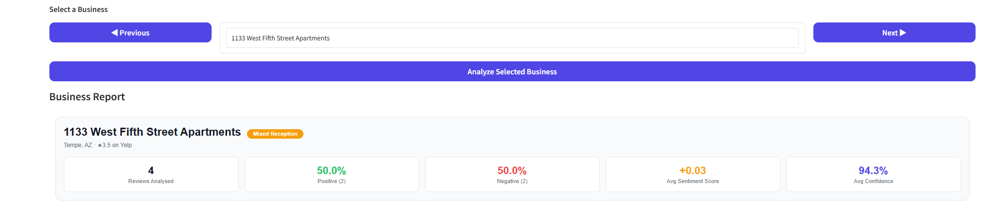 Select a Business
◀ Previous
1133 West Fifth Street Apartments
Next ▶
Analyze Selected Business
Business Report
1133 West Fifth Street Apartments Mixed Reception
Tempe, AZ · ★3.5 on Yelp
4
Reviews Analysed
50.0%
Positive (2)
50.0%
Negative (2)
+0.03
Avg Sentiment Score
94.3%
Avg Confidence